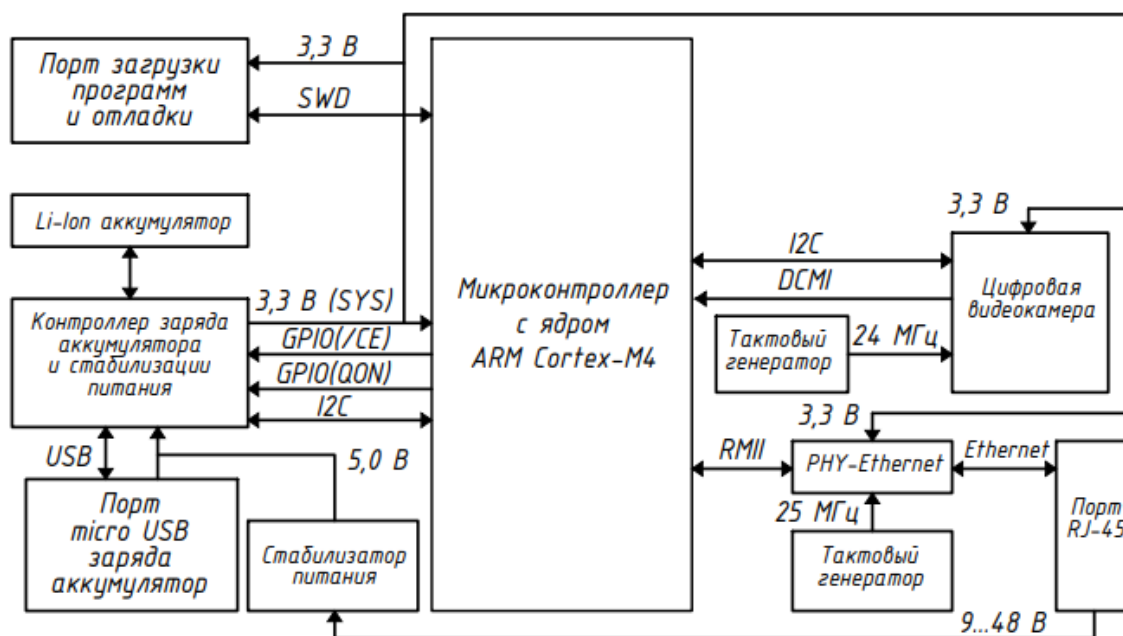 3,3 В
Порт загрузки
программ
и отладки
SWD
Li-Ion аккумулятор
3,3 В (SYS)
Контроллер заряда
аккумулятора
и стабилизации
питания
GPIO(/CE)
GPIO(QON)
I2C
USB
5,0 В
Порт
micro USB
заряда
аккумулятор
Стабилизатор
питания
Микроконтроллер
с ядром
ARM Cortex-M4
3,3 В
I2C
DCMI
Цифровая
видеокамера
Тактовый
генератор
24 МГц
3,3 В
RMII
PHY-Ethernet
Ethernet
25 МГц
Порт
RJ-45
Тактовый
генератор
9...48 В